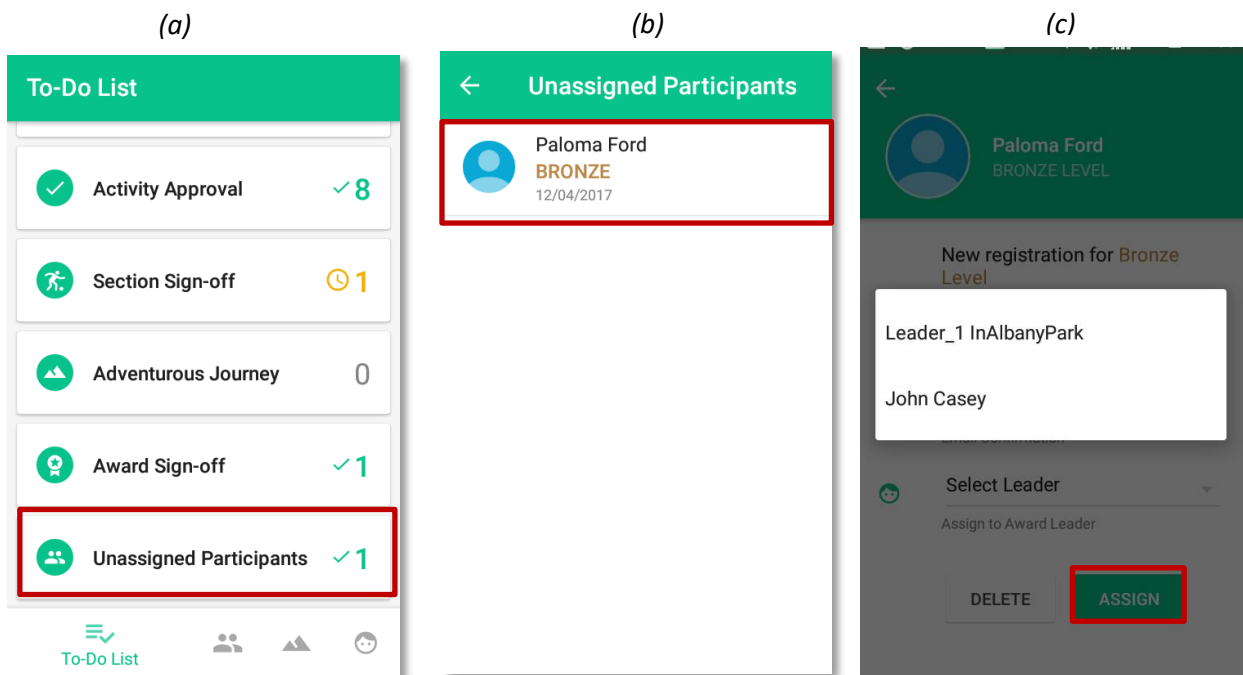 (a)
To-Do List
Activity Approval 8
Section Sign-off 1
Adventurous Journey 0
Award Sign-off 1
Unassigned Participants 1
To-Do List
(b)
Unassigned Participants
Paloma Ford
BRONZE
12/04/2017
(c)
Paloma Ford
BRONZE LEVEL
New registration for Bronze
Level
Leader_1 InAlbanyPark
John Casey
Email Confirmation
Select Leader
Assign to Award Leader
DELETE ASSIGN